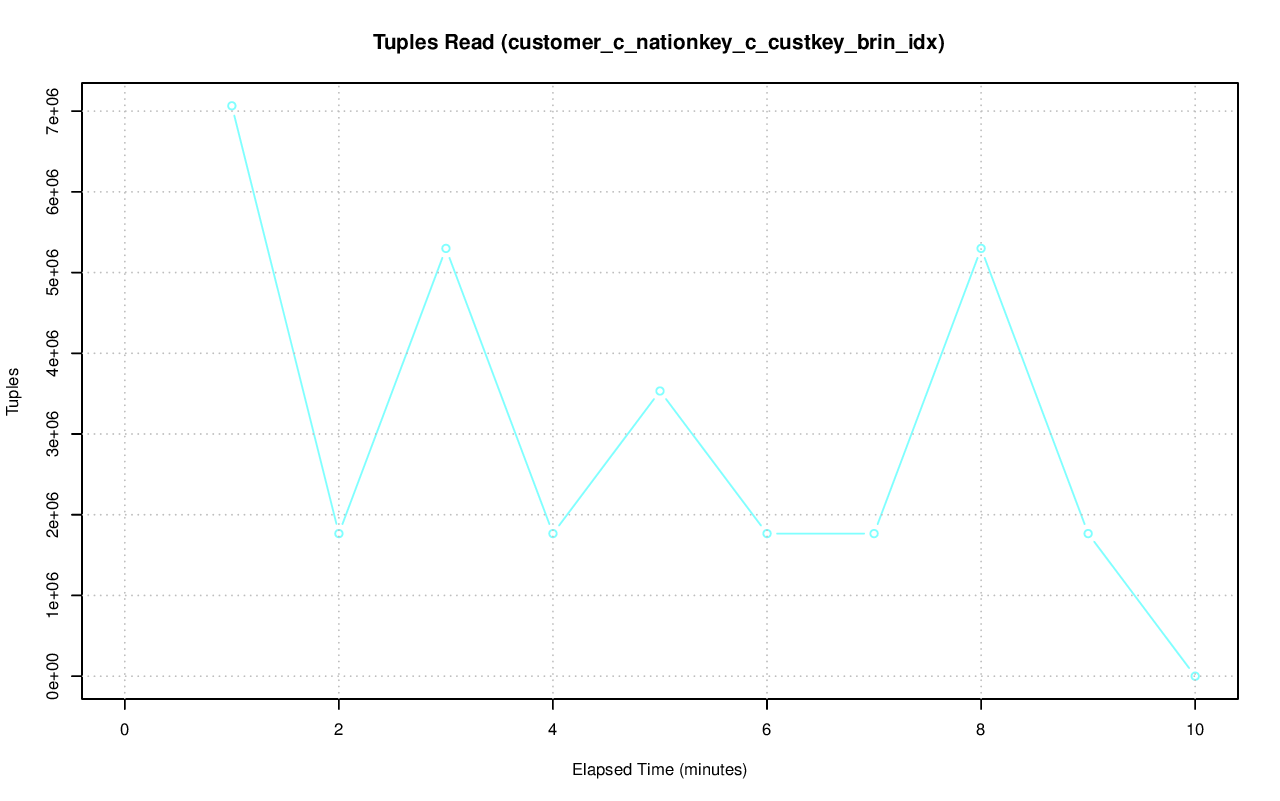 Tuples Read (customer_c_nationkey_c_custkey_brin_idx)
Tuples
7e+06
6e+06
5e+06
4e+06
3e+06
2e+06
1e+06
0e+00
0 2 4 6 8 10
Elapsed Time (minutes)